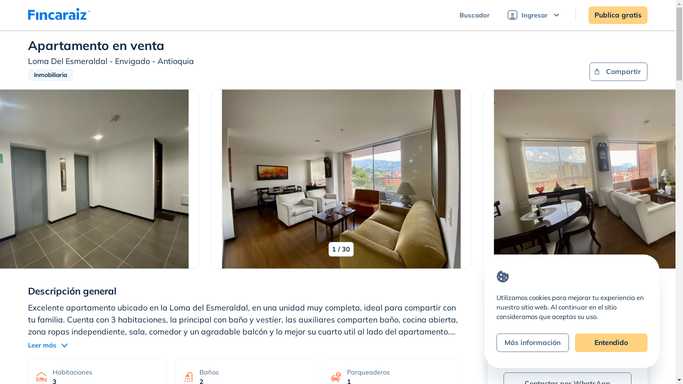 Fincaraiz
Buscador
Ingresar
Publica gratis
Apartamento en venta
Loma Del Esmeraldal - Envigado - Antioquia
Inmobiliaria
Compartir
1 / 30
Descripción general
Excelente apartamento ubicado en la Loma del Esmeraldal, en una unidad muy completa, ideal para compartir con
tu familia. Cuenta con 3 habitaciones, la principal con baño y vestier, las auxiliares comparten baño, cocina abierta,
zona ropas independiente, sala, comedor y un agradable balcón y lo mejor su cuarto util al lado del apartamento....
Leer más
Habitaciones
3
Baños
2
Parqueaderos
1
Utilizamos cookies para mejorar tu experiencia en
nuestro sitio web. Al continuar en el sitio
consideramos que aceptas su uso.
Más información
Entendido
Contactar por WhatsApp